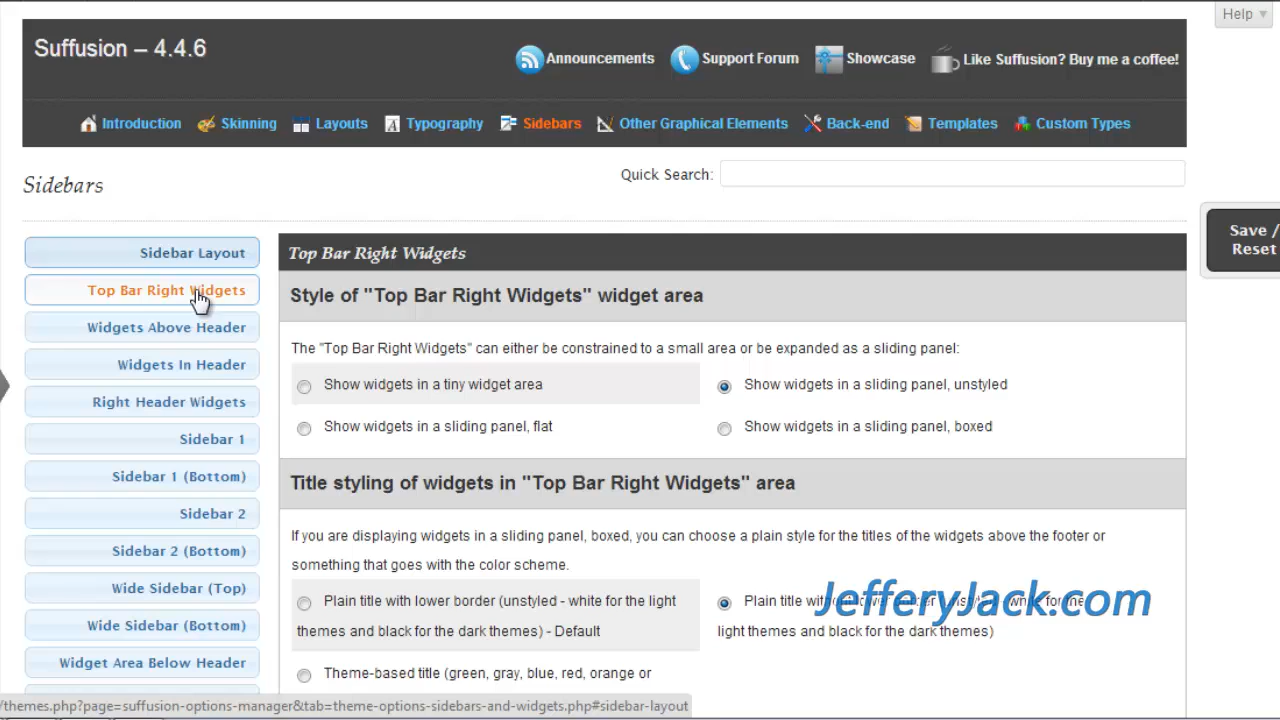 Help
Suffusion – 4.4.6
Announcements
Support Forum
Showcase
Like Suffusion? Buy me a coffee!
Introduction
Skinning
Layouts
Typography
Sidebars
Other Graphical Elements
Back-end
Templates
Custom Types
Sidebars
Quick Search:
Save /
Reset
Sidebar Layout
Top Bar Right Widgets
Widgets Above Header
Widgets In Header
Right Header Widgets
Sidebar 1
Sidebar 1 (Bottom)
Sidebar 2
Sidebar 2 (Bottom)
Wide Sidebar (Top)
Wide Sidebar (Bottom)
Widget Area Below Header
Top Bar Right Widgets
Style of "Top Bar Right Widgets" widget area
The "Top Bar Right Widgets" can either be constrained to a small area or be expanded as a sliding panel:
Show widgets in a tiny widget area
Show widgets in a sliding panel, unstyled
Show widgets in a sliding panel, flat
Show widgets in a sliding panel, boxed
Title styling of widgets in "Top Bar Right Widgets" area
If you are displaying widgets in a sliding panel, boxed, you can choose a plain style for the titles of the widgets above the footer or
something that goes with the color scheme.
Plain title with lower border (unstyled - white for the light
themes and black for the dark themes) - Default
Plain title
light themes and black for the dark themes)
JefferyJack.com
Theme-based title (green, gray, blue, red, orange or
/themes.php?page=suffusion-options-manager&tab=theme-options-sidebars-and-widgets.php#sidebar-layout